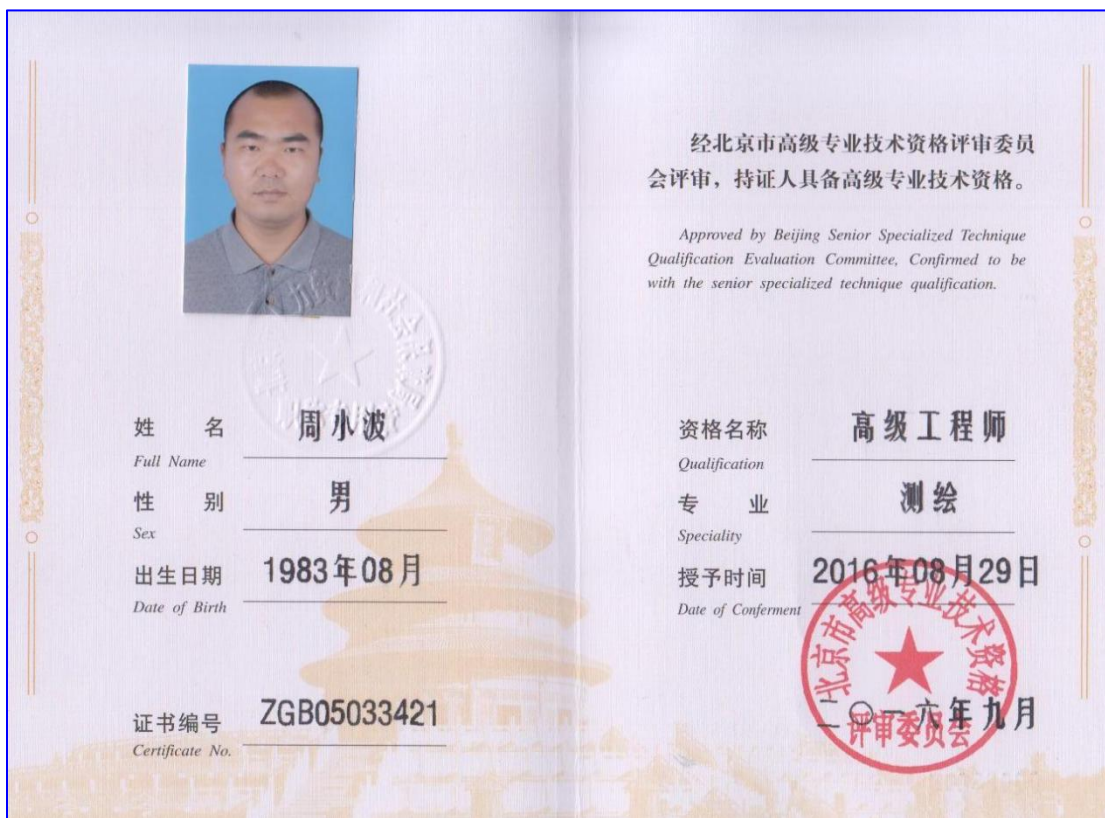 姓 名 周小波
Full Name
性 别 男
Sex
出生日期 1983年08月
Date of Birth
证书编号 ZGB05033421
Certificate No.
经北京市高级专业技术资格评审委员
会评审，持证人具备高级专业技术资格。
Approved by Beijing Senior Specialized Technique
Qualification Evaluation Committee, Confirmed to be
with the senior specialized technique qualification.
资格名称 高级工程师
Qualification
专 业 测绘
Speciality
授予时间 2016年08月29日
Date of Conferment
北京市高级专业技术资格
二〇一六年九月
评审委员会